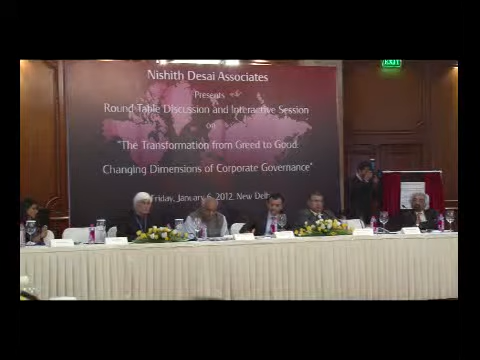 EXIT
Nishith Desai Associates
Presents
Round Table Discussion and Interactive Session
on
"The Transformation from Greed to Good:
Changing Dimensions of Corporate Governance"
Friday, January 6, 2012, New Delhi